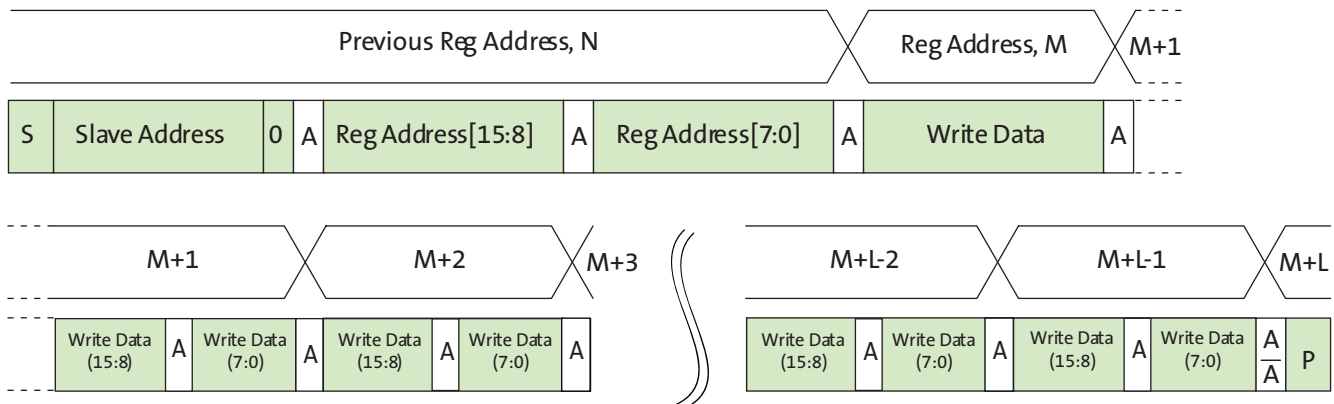 Previous Reg Address, N Reg Address, M M+1
S Slave Address 0 A Reg Address[15:8] A Reg Address[7:0] A Write Data A
M+1 M+2 M+3 M+L-2 M+L-1 M+L
Write Data (15:8) A Write Data (7:0) A Write Data (15:8) A Write Data (7:0) A Write Data (15:8) A Write Data (7:0) A Write Data (15:8) A Write Data (7:0) A/A̅ P